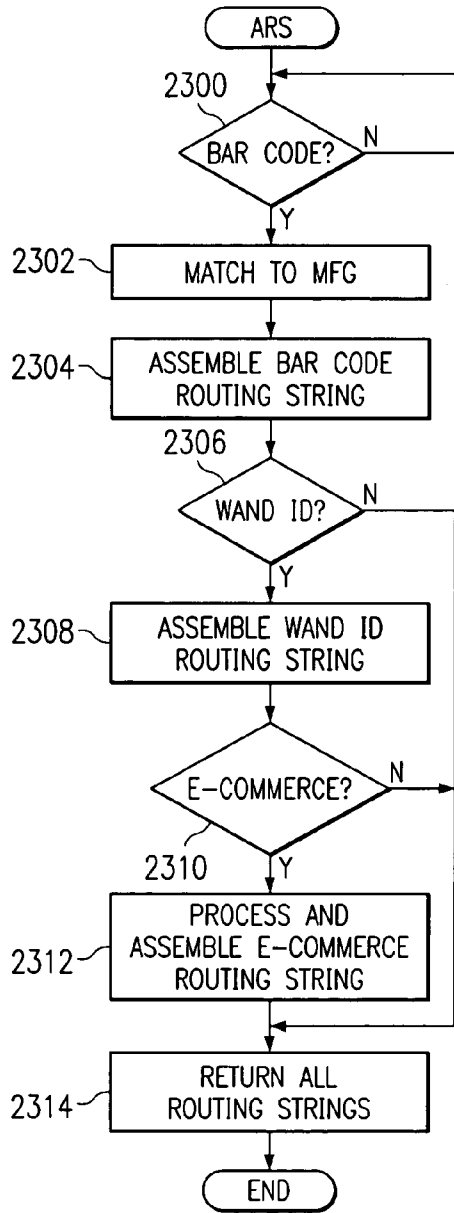 ARS
2300
BAR CODE?
N
Y
2302
MATCH TO MFG
2304
ASSEMBLE BAR CODE
ROUTING STRING
2306
WAND ID?
N
Y
2308
ASSEMBLE WAND ID
ROUTING STRING
E-COMMERCE?
N
2310
Y
2312
PROCESS AND
ASSEMBLE E-COMMERCE
ROUTING STRING
2314
RETURN ALL
ROUTING STRINGS
END